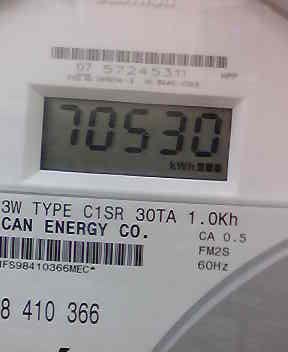 07 57245311
70530
kWh
3W TYPE C1SR 30TA 1.0Kh
CAN ENERGY CO. CA 0.5
FM2S
60Hz
8 410 366